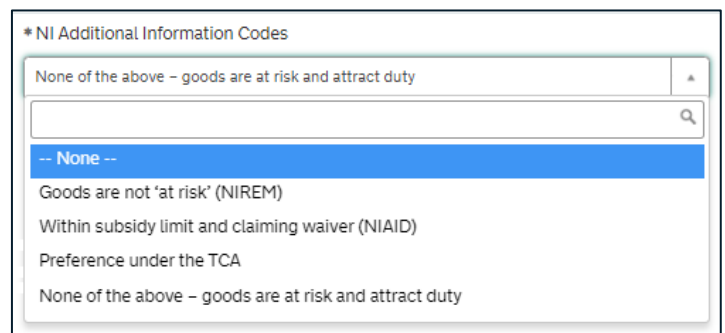 * NI Additional Information Codes
None of the above – goods are at risk and attract duty
-- None --
Goods are not ‘at risk’ (NIREM)
Within subsidy limit and claiming waiver (NIAID)
Preference under the TCA
None of the above – goods are at risk and attract duty